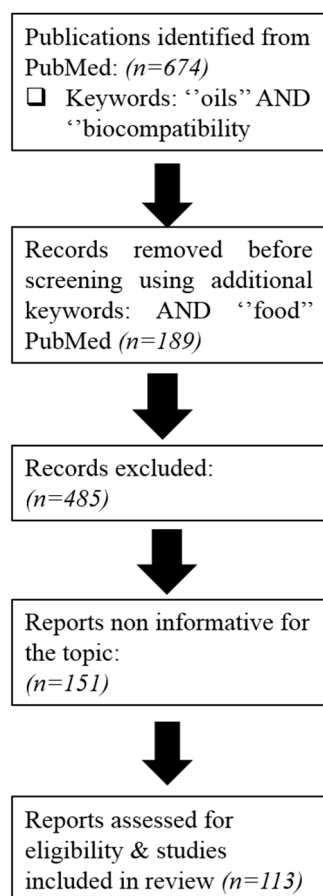 Publications identified from
PubMed: (n=674)
❑ Keywords: ‘’oils’’ AND
‘’biocompatibility
Records removed before
screening using additional
keywords: AND ‘’food’’
PubMed (n=189)
Records excluded:
(n=485)
Reports non informative for
the topic:
(n=151)
Reports assessed for
eligibility & studies
included in review (n=113)